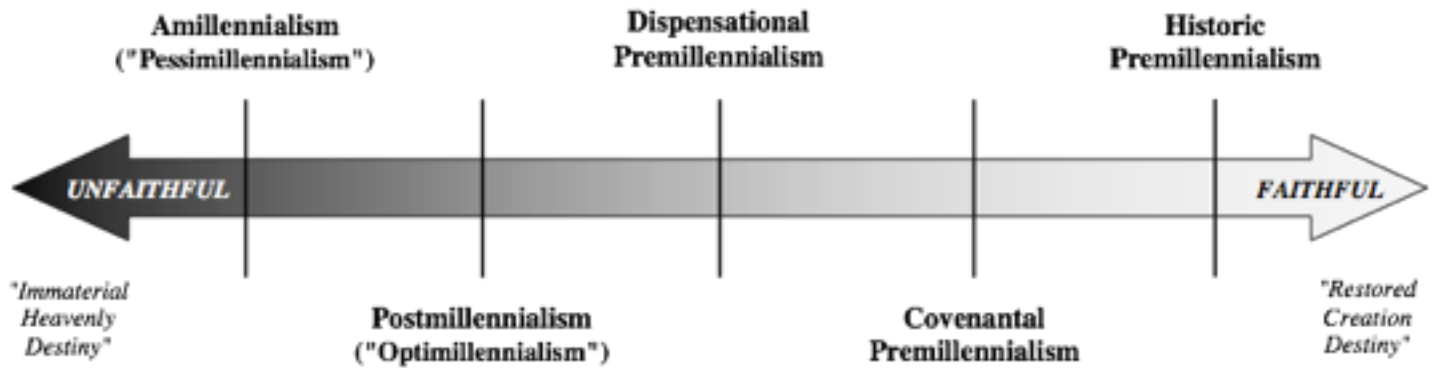 Amillennialism
("Pessimillennialism")
Dispensational
Premillennialism
Historic
Premillennialism
UNFAITHFUL
FAITHFUL
"Immaterial
Heavenly
Destiny"
Postmillennialism
("Optimillennialism")
Covenantal
Premillennialism
"Restored
Creation
Destiny"